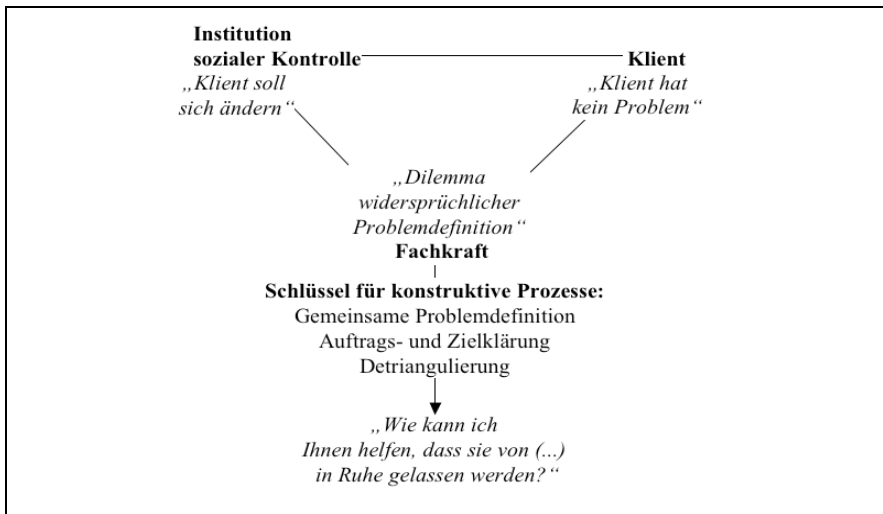 Institution
sozialer Kontrolle
Klient
„Klient soll
sich ändern“
„Klient hat
kein Problem“
„Dilemma
widersprüchlicher
Problemdefinition“
Fachkraft
Schlüssel für konstruktive Prozesse:
Gemeinsame Problemdefinition
Auftrags- und Zielklärung
Detriangulierung
„Wie kann ich
Ihnen helfen, dass sie von (...)
in Ruhe gelassen werden?“